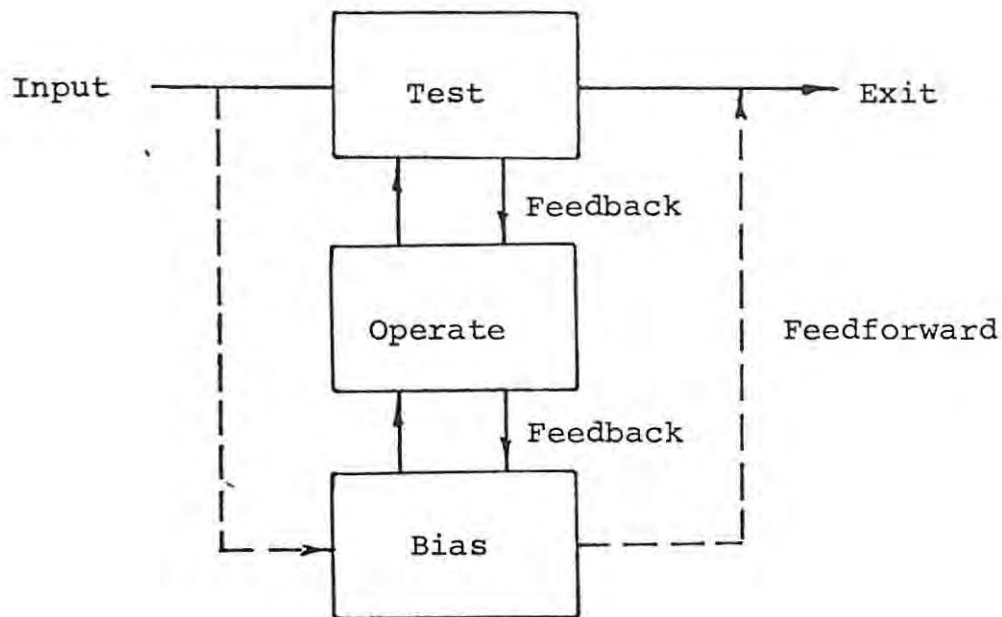 Input
Test
Exit
Feedback
Operate
Feedforward
Feedback
Bias